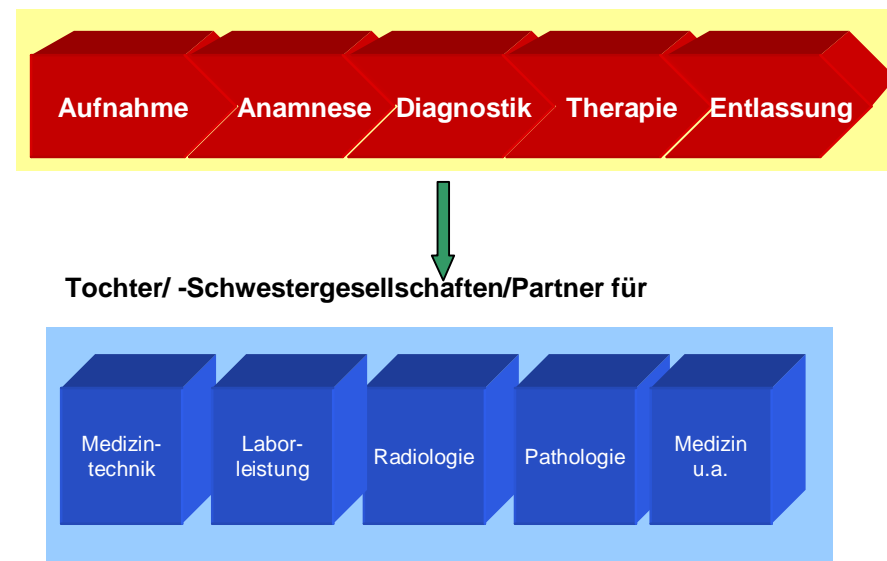 Aufnahme Anamnese Diagnostik Therapie Entlassung
Tochter/ -Schwestergesellschaften/Partner für
Medizin-
technik
Labor-
leistung
Radiologie
Pathologie
Medizin
u.a.